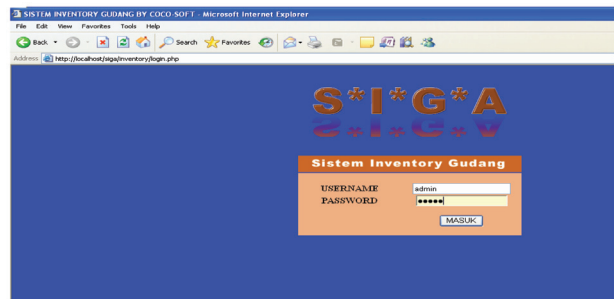 SISTEM INVENTORY GUDANG BY COCO-SOFT - Microsoft Internet Explorer
File Edit View Favorites Tools Help
Back Search Favorites
Address http://localhost/siga/inventory/login.php
S*I*G*A
Sistem Inventory Gudang
USERNAME admin
PASSWORD •••••
MASUK